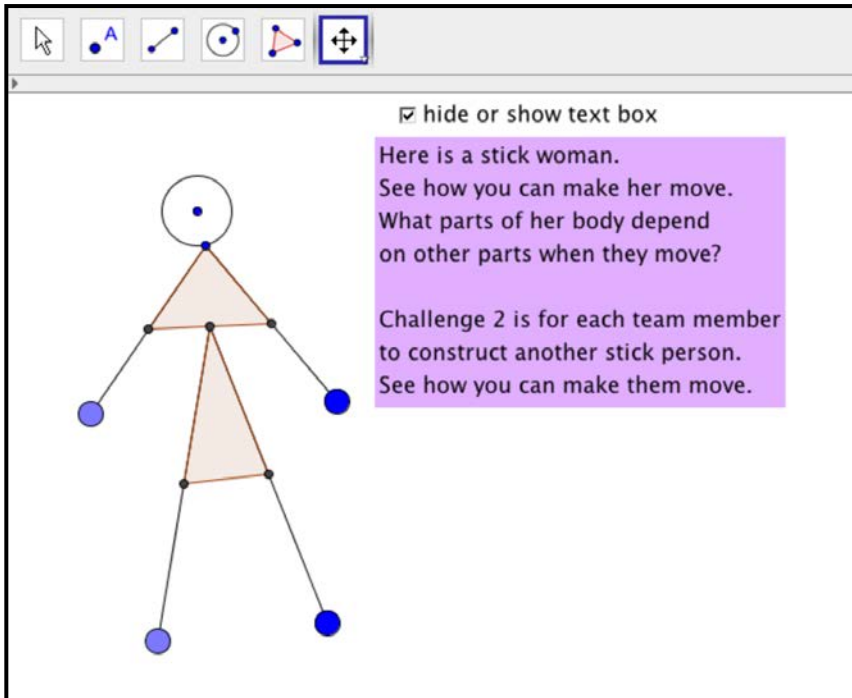 A
hide or show text box
Here is a stick woman.
See how you can make her move.
What parts of her body depend
on other parts when they move?
Challenge 2 is for each team member
to construct another stick person.
See how you can make them move.